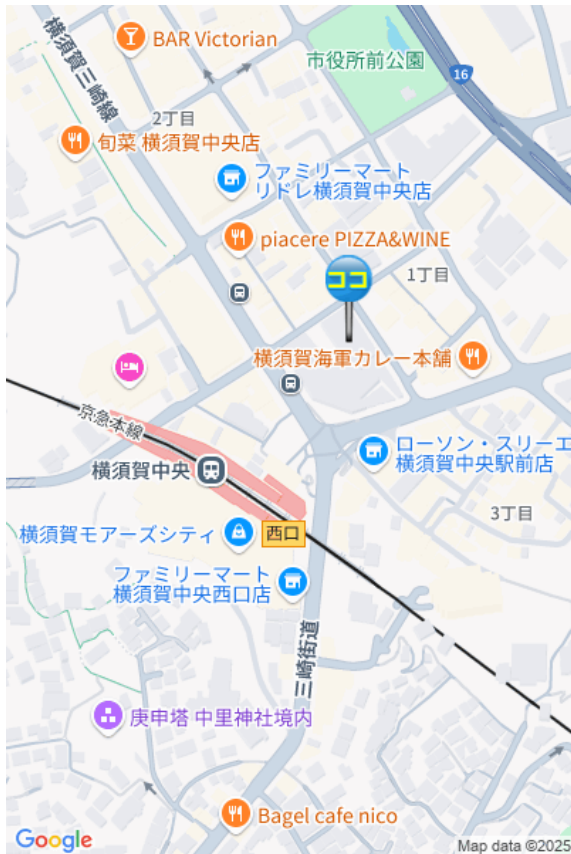 横須賀三崎線
BAR Victorian
市役所前公園
16
2丁目
旬菜 横須賀中央店
ファミリーマート
リドレ横須賀中央店
piacere PIZZA&WINE
ココ
1丁目
横須賀海軍カレー本舗
京急本線
横須賀中央
ローソン・スリーエ
横須賀中央駅前店
3丁目
横須賀モアーズシティ
西口
ファミリーマート
横須賀中央西口店
三崎街道
庚申塔 中里神社境内
Bagel cafe nico
Google
Map data ©2025